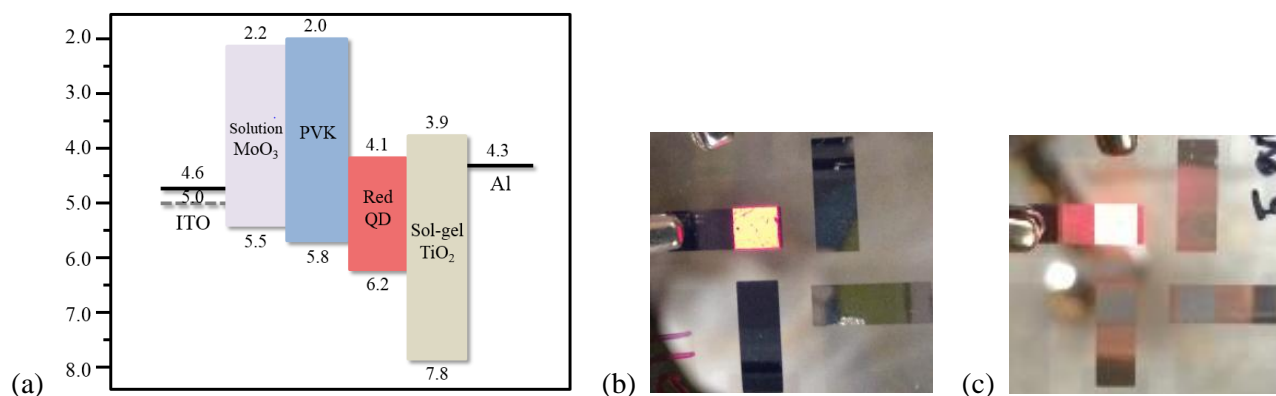 2.0
3.0
4.0
5.0
6.0
7.0
8.0
2.2
2.0
Solution
MoO₃
PVK
4.1
3.9
4.3
4.6
5.0
ITO
Al
Red
QD
Sol-gel
TiO₂
5.5
5.8
6.2
7.8
(a)
(b)
(c)